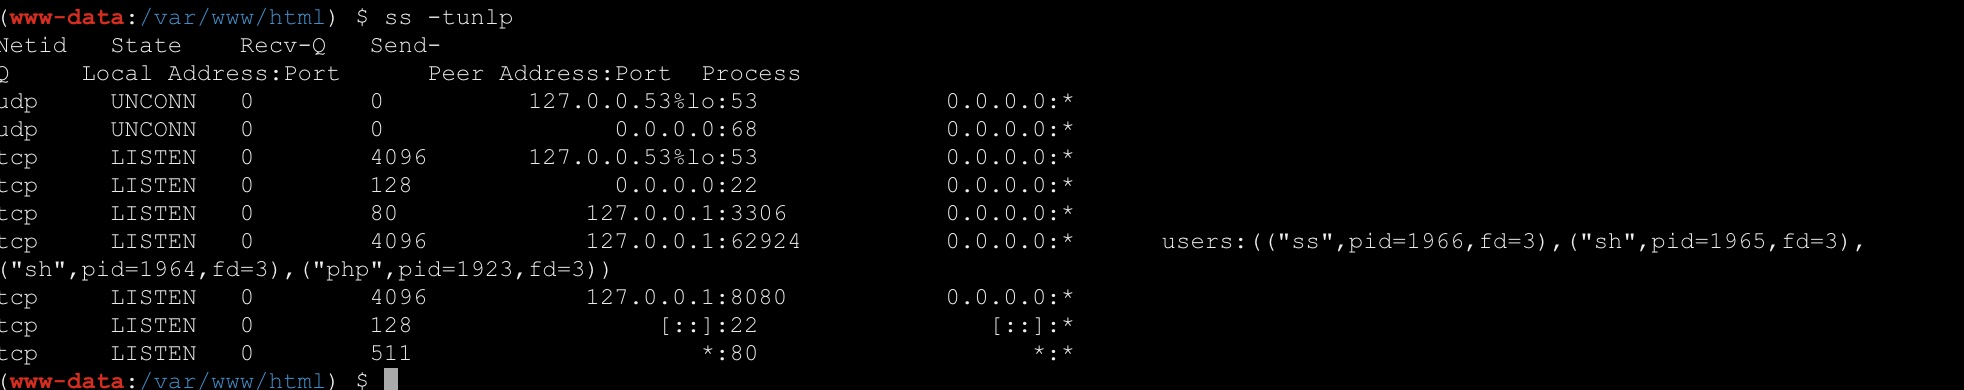 (www-data:/var/www/html) $ ss -tunlp
Netid State Recv-Q Send-
Q Local Address:Port Peer Address:Port Process
udp UNCONN 0 0 127.0.0.53%lo:53 0.0.0.0:*
udp UNCONN 0 0 0.0.0.0:68 0.0.0.0:*
tcp LISTEN 0 4096 127.0.0.53%lo:53 0.0.0.0:*
tcp LISTEN 0 128 0.0.0.0:22 0.0.0.0:*
tcp LISTEN 0 80 127.0.0.1:3306 0.0.0.0:*
tcp LISTEN 0 4096 127.0.0.1:62924 0.0.0.0:* users:(("ss",pid=1966,fd=3),("sh",pid=1965,fd=3),
("sh",pid=1964,fd=3),("php",pid=1923,fd=3))
tcp LISTEN 0 4096 127.0.0.1:8080 0.0.0.0:*
tcp LISTEN 0 128 [::]:22 [::]:*
tcp LISTEN 0 511 *:80 *:*
(www-data:/var/www/html) $